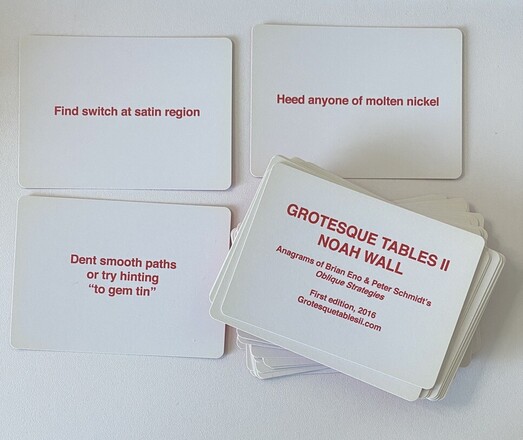 Find switch at satin region
Heed anyone of molten nickel
Dent smooth paths
or try hinting
“to gem tin”
GROTESQUE TABLES II
NOAH WALL
Anagrams of Brian Eno & Peter Schmidt’s
Oblique Strategies
First edition, 2016
Grotesquetablesii.com